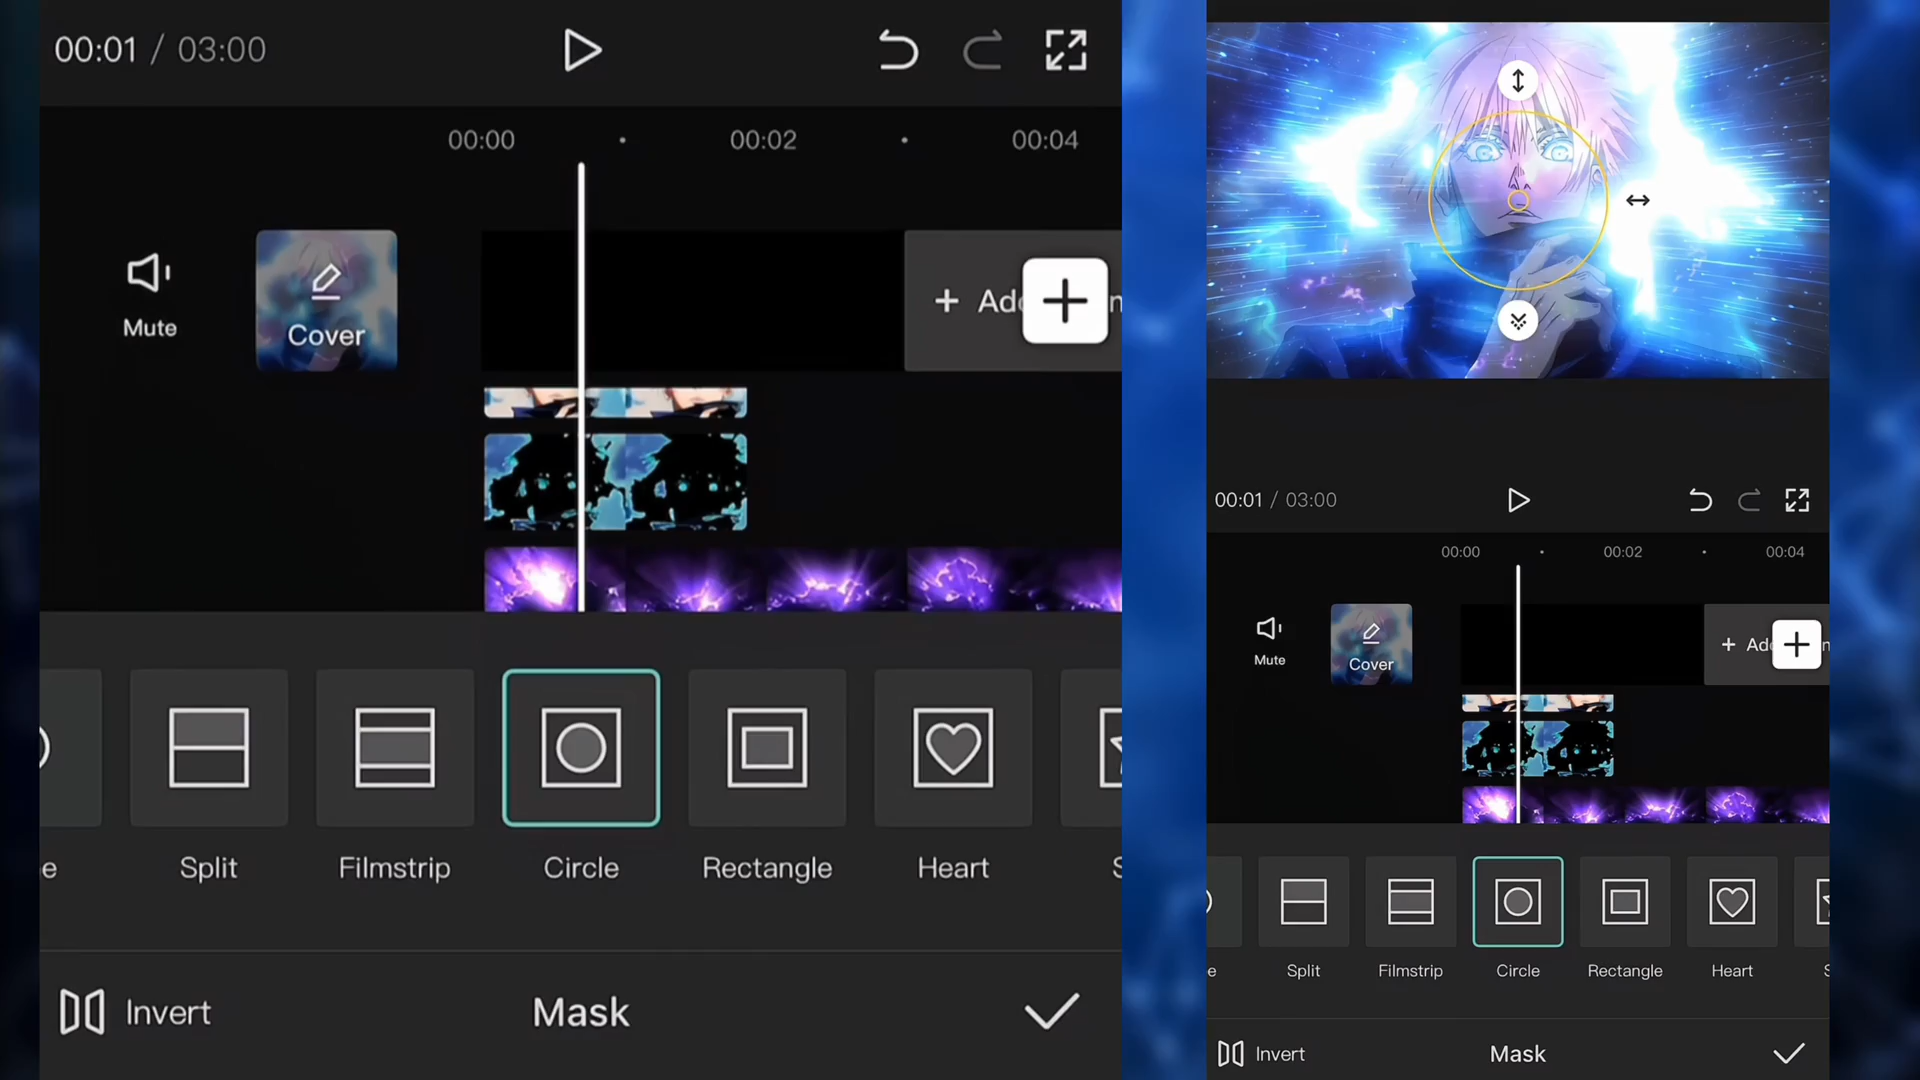 00:01 / 03:00
00:00 00:02 00:04
Mute
Cover
+ Ad
Split
Filmstrip
Circle
Rectangle
Heart
Invert
Mask
00:01 / 03:00
00:00 00:02 00:04
Mute
Cover
+ Ad
Split
Filmstrip
Circle
Rectangle
Heart
Invert
Mask